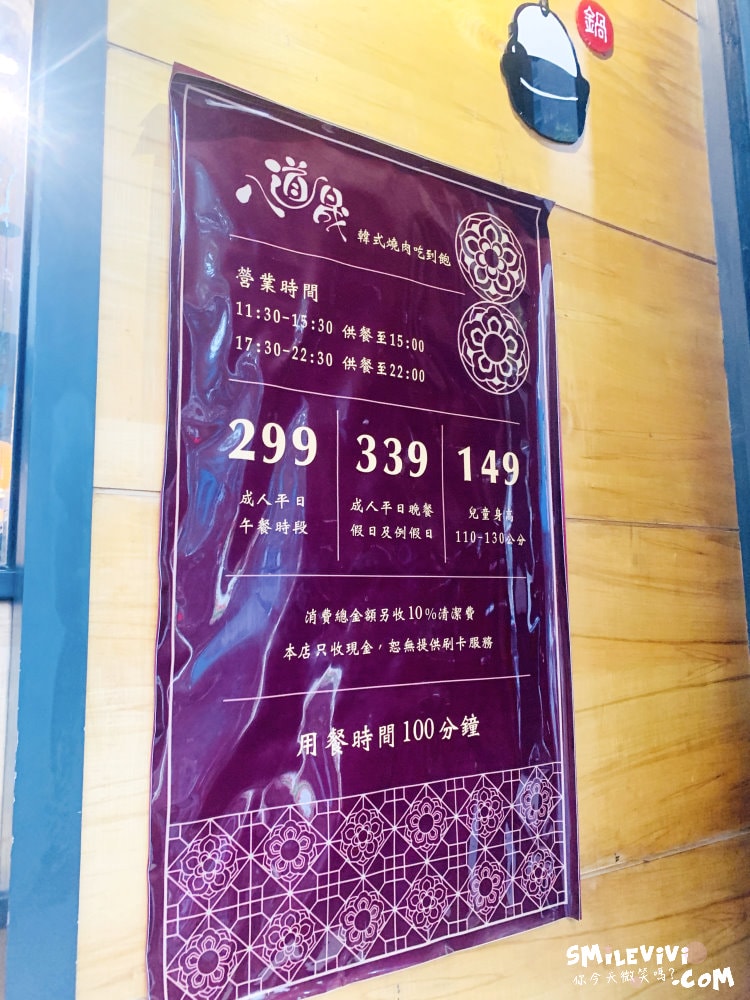 鍋
八道晟
韓式燒肉吃到飽
營業時間
11:30-15:30 供餐至15:00
17:30-22:30 供餐至22:00
299
成人平日
午餐時段
339
成人平日晚餐
假日及例假日
149
兒童身高
110-130公分
消費總金額另收10%清潔費
本店只收現金，恕無提供刷卡服務
用餐時間100分鐘
SMiLEViVi
你今天微笑嗎?
.COM